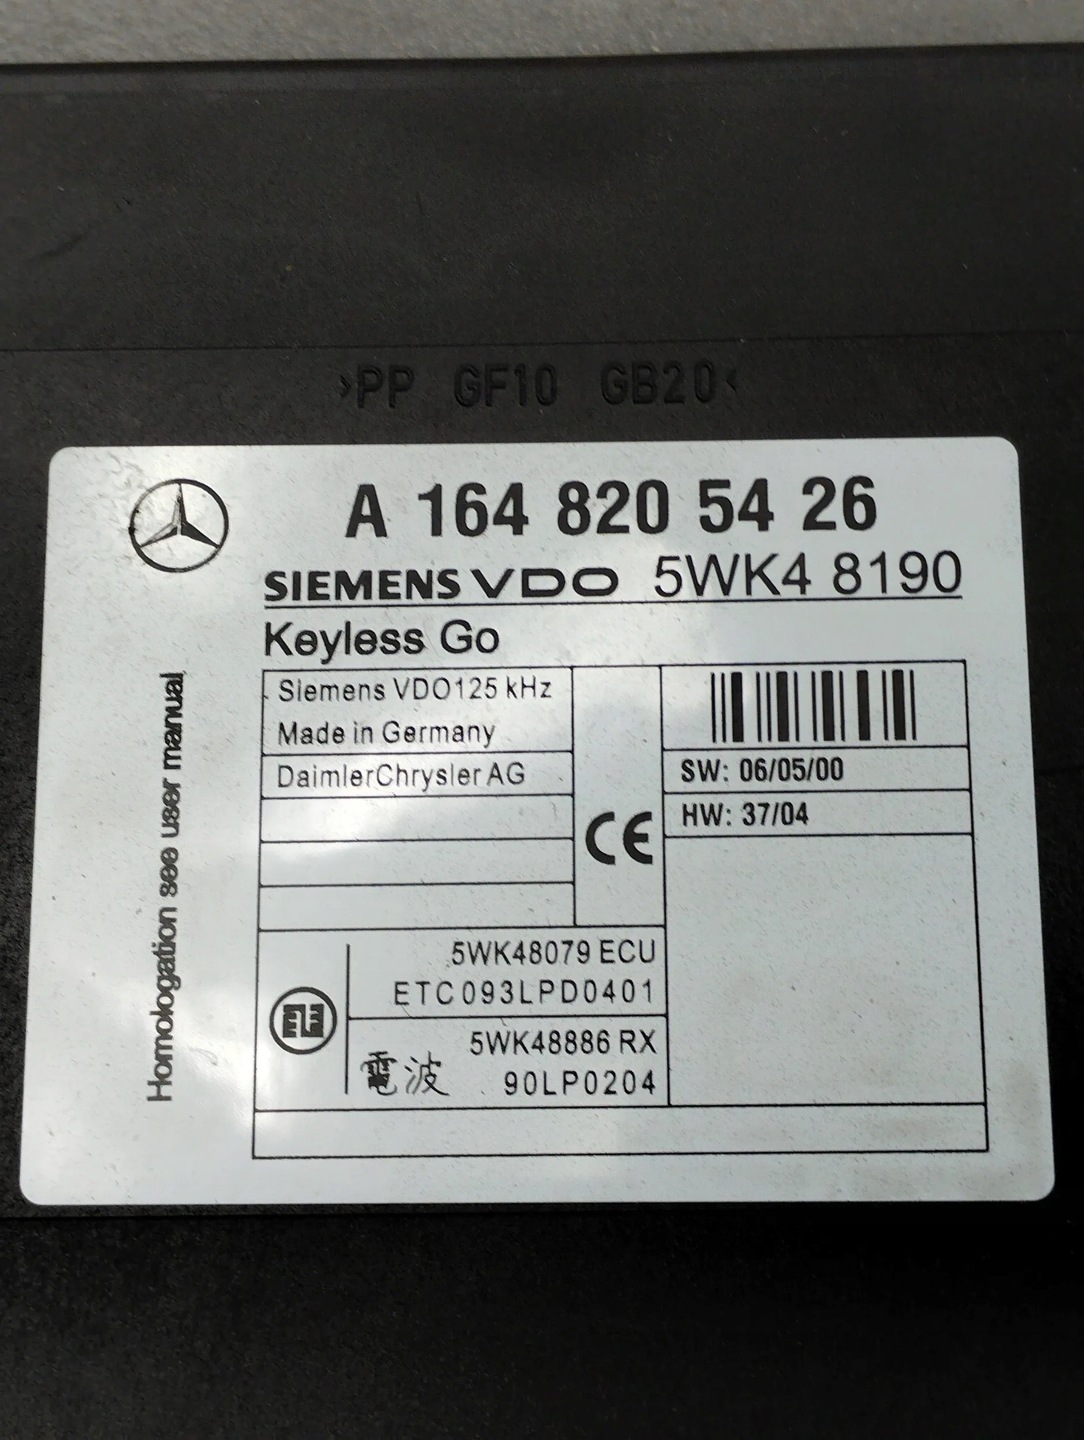 >PP GF10 GB20<
A 164 820 54 26
SIEMENS VDO 5WK4 8190
Keyless Go
Siemens VDO125 kHz
Made in Germany
DaimlerChrysler AG
CE
SW: 06/05/00
HW: 37/04
5WK48079 ECU
ETC093LPD0401
5WK48886 RX
電波 90LP0204
Homologation see user manual